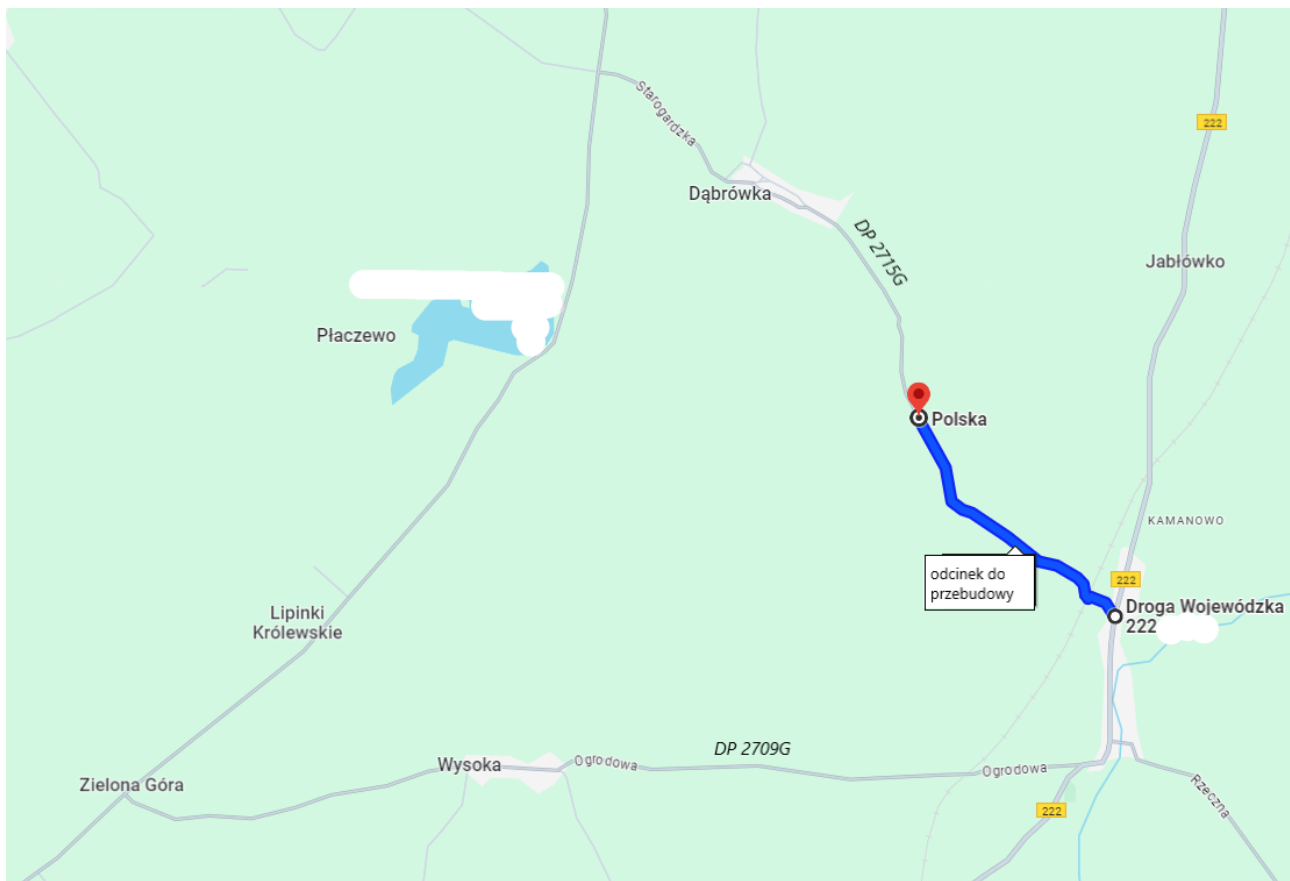 Starogardzka
222
Dąbrówka
DP 2715G
Jabłówko
Płaczewo
Polska
KAMANOWO
odcinek do
przebudowy
222
Droga Wojewódzka
222
Lipinki
Królewskie
DP 2709G
Wysoka
Ogrodowa
Ogrodowa
Zielona Góra
Rzeczna
222